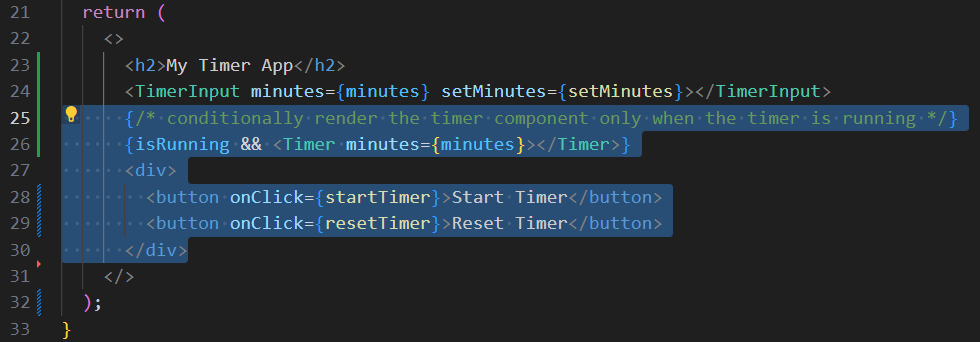 21 return (
22 <>
23 <h2>My Timer App</h2>
24 <TimerInput minutes={minutes} setMinutes={setMinutes}></TimerInput>
25 {/* conditionally render the timer component only when the timer is running */}
26 {isRunning && <Timer minutes={minutes}></Timer>}
27 <div>
28 <button onClick={startTimer}>Start Timer</button>
29 <button onClick={resetTimer}>Reset Timer</button>
30 </div>
31 </>
32 );
33 }